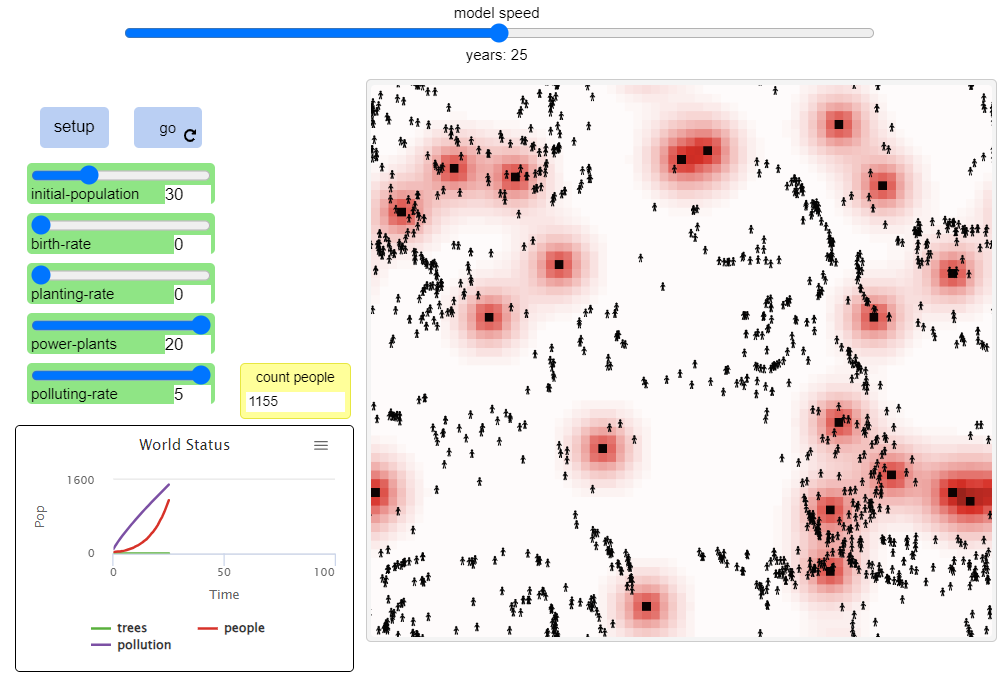 model speed
years: 25
setup
go
initial-population 30
birth-rate 0
planting-rate 0
power-plants 20
polluting-rate 5
count people
1155
World Status
1600
Pop
0
0 50 100
Time
trees people
pollution